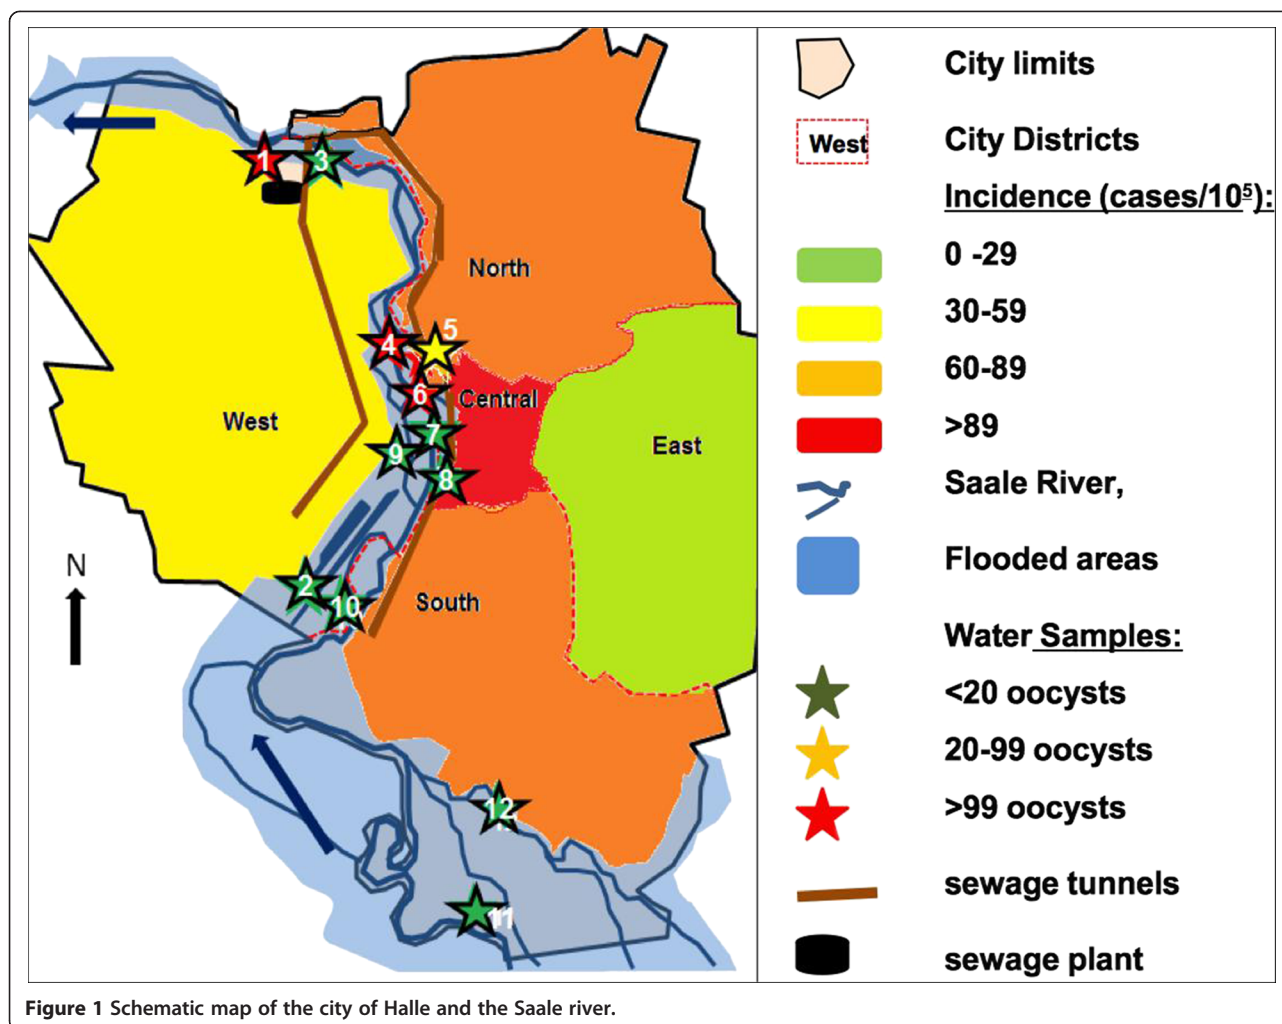 1
3
North
5
4
Central
6
West
7
9
East
8
N
2
10
South
12
11
City limits
West
City Districts
Incidence (cases/10⁵):
0 -29
30-59
60-89
>89
Saale River,
Flooded areas
Water Samples:
<20 oocysts
20-99 oocysts
>99 oocysts
sewage tunnels
sewage plant
Figure 1 Schematic map of the city of Halle and the Saale river.